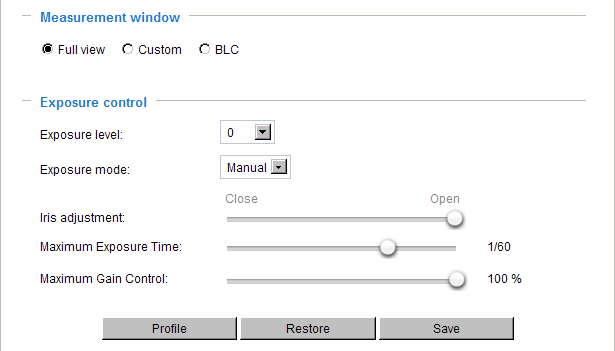 Measurement window
Full view Custom BLC
Exposure control
Exposure level: 0
Exposure mode: Manual
Close Open
Iris adjustment:
Maximum Exposure Time: 1/60
Maximum Gain Control: 100 %
Profile Restore Save